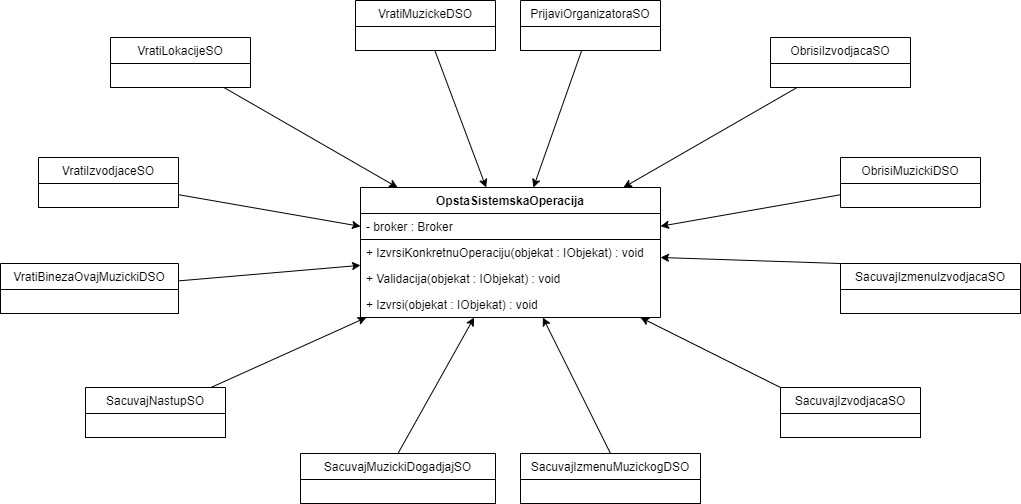 VratiMuzickeDSO
PrijaviOrganizatoraSO
VratiLokacijeSO
ObrisiIzvodjacaSO
VratiIzvodjaceSO
ObrisiMuzickiDSO
OpstaSistemskaOperacija
- broker : Broker
+ IzvrsiKonkretnuOperaciju(objekat : IObjekat) : void
+ Validacija(objekat : IObjekat) : void
+ Izvrsi(objekat : IObjekat) : void
VratiBinezaOvajMuzickiDSO
SacuvajIzmenuIzvodjacaSO
SacuvajNastupSO
SacuvajIzvodjacaSO
SacuvajMuzickiDogadjajSO
SacuvajIzmenuMuzickogDSO